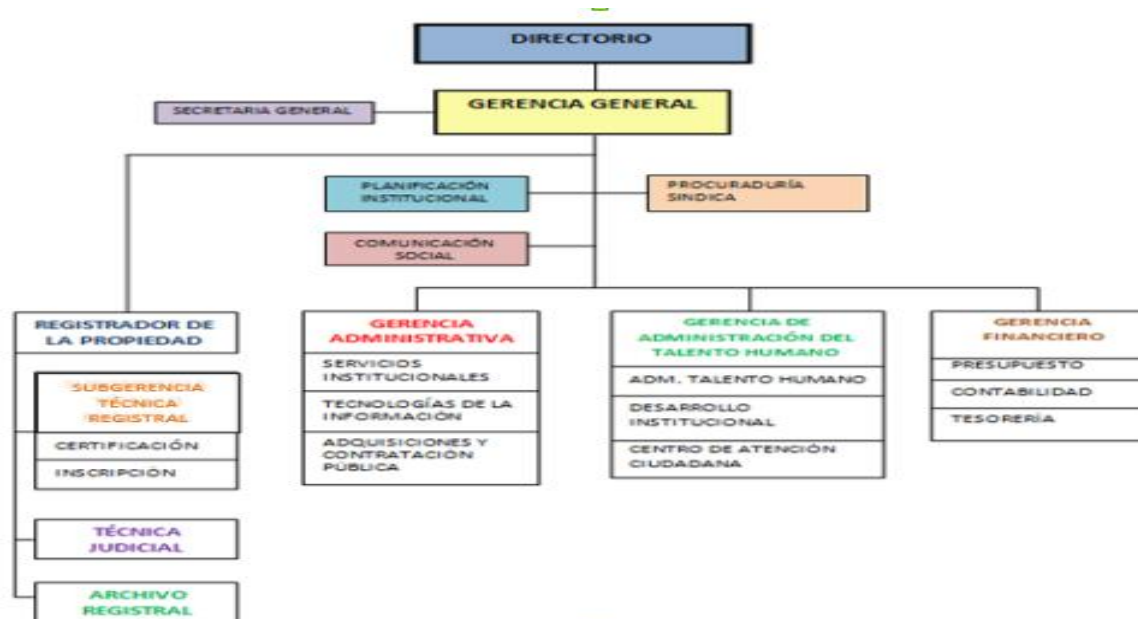 DIRECTORIO
GERENCIA GENERAL
SECRETARIA GENERAL
PLANIFICACIÓN
INSTITUCIONAL
PROCURADURÍA
SINDICA
COMUNICACIÓN
SOCIAL
REGISTRADOR DE
LA PROPIEDAD
SUBGERENCIA
TÉCNICA
REGISTRAL
CERTIFICACIÓN
INSCRIPCIÓN
TÉCNICA
JUDICIAL
ARCHIVO
REGISTRAL
GERENCIA
ADMINISTRATIVA
SERVICIOS
INSTITUCIONALES
TECNOLOGÍAS DE LA
INFORMACIÓN
ADQUISICIONES Y
CONTRATACIÓN
PÚBLICA
GERENCIA DE
ADMINISTRACIÓN DEL
TALENTO HUMANO
ADM. TALENTO HUMANO
DESARROLLO
INSTITUCIONAL
CENTRO DE ATENCIÓN
CIUDADANA
GERENCIA
FINANCIERO
PRESUPUESTO
CONTABILIDAD
TESORERÍA